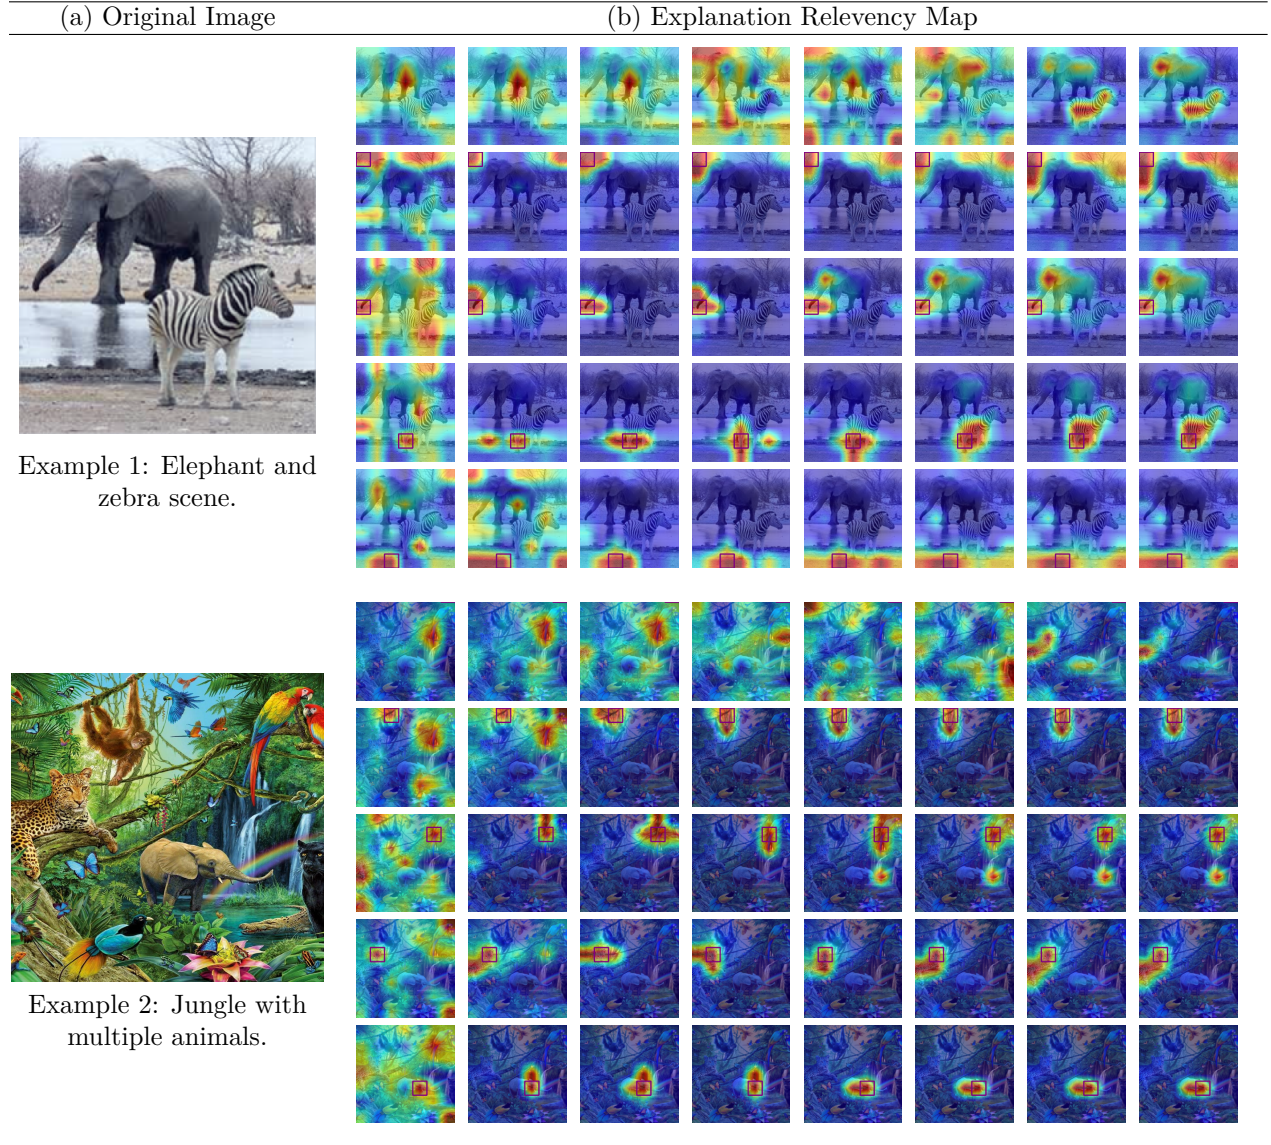 (a) Original Image
(b) Explanation Relevency Map
Example 1: Elephant and
zebra scene.
Example 2: Jungle with
multiple animals.